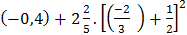 (−0,4) + 2 2/5 . [(−2/3) + 1/2]²